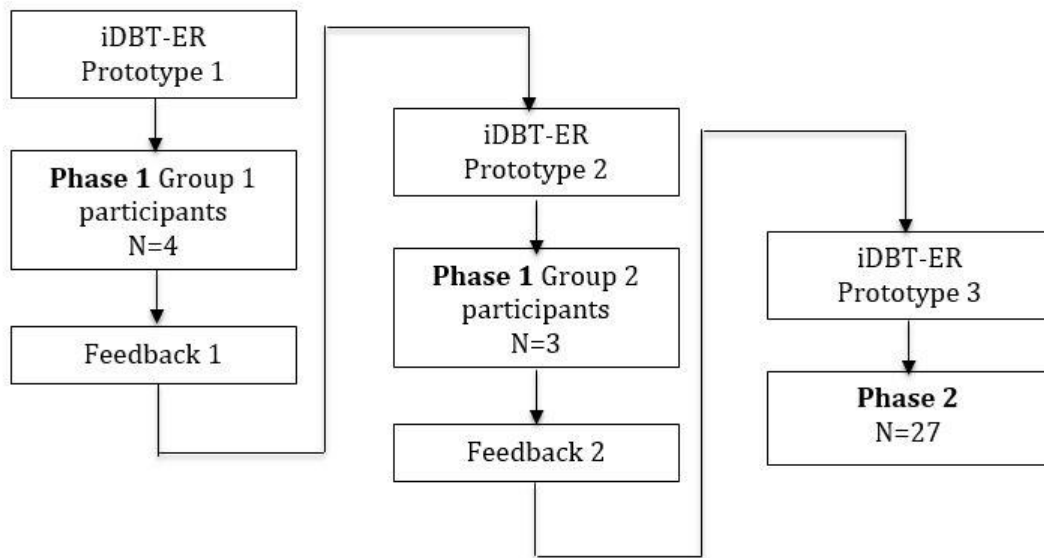 iDBT-ER
Prototype 1
Phase 1 Group 1
participants
N=4
Feedback 1
iDBT-ER
Prototype 2
Phase 1 Group 2
participants
N=3
Feedback 2
iDBT-ER
Prototype 3
Phase 2
N=27